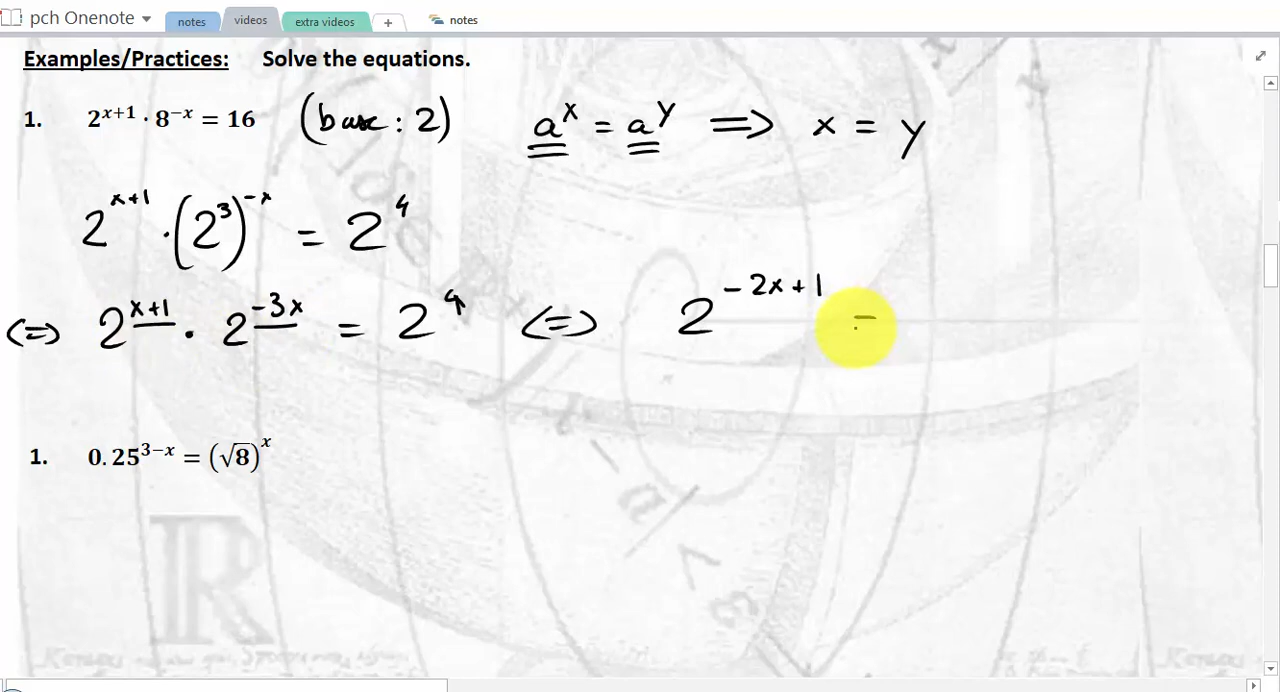 pch Onenote
notes videos extra videos + notes
Examples/Practices: Solve the equations.
1. 2^{x+1} · 8^{-x} = 16 (base : 2) a^x = a^y ⟹ x = y
2^{x+1} · (2^3)^{-x} = 2^4
(⇔) 2^{x+1} · 2^{-3x} = 2^4 (⇔) 2^{-2x+1} =
1. 0.25^{3-x} = (√8)^x
ℝ